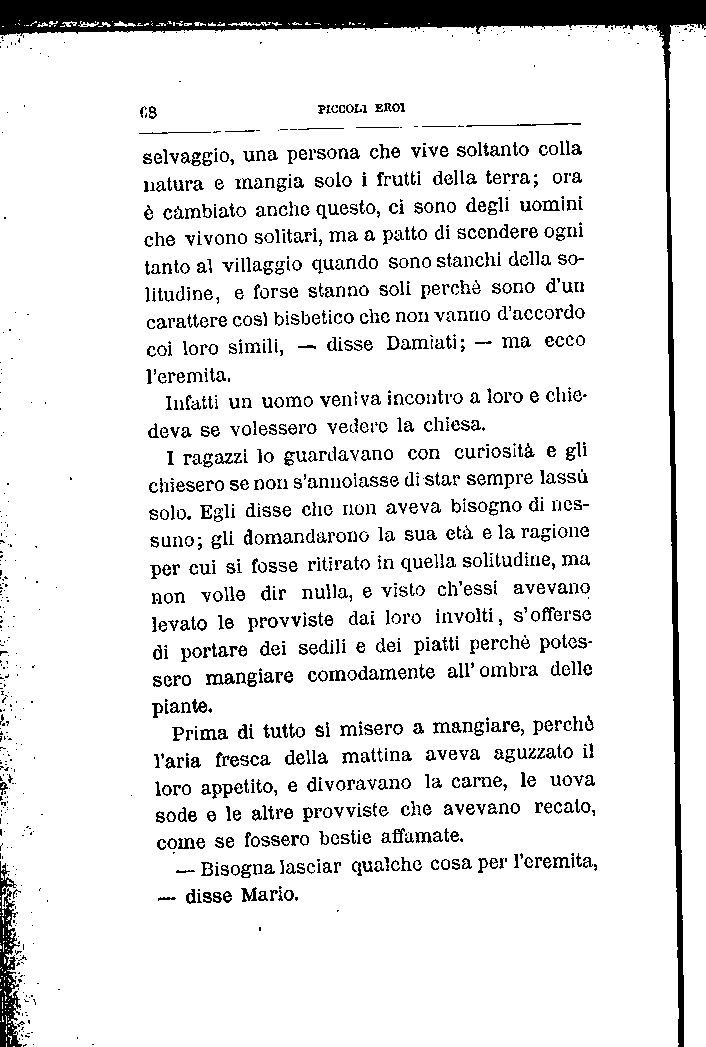 68 PICCOLI EROI
selvaggio, una persona che vive soltanto colla
natura e mangia solo i frutti della terra; ora
è cambiato anche questo, ci sono degli uomini
che vivono solitari, ma a patto di scendere ogni
tanto al villaggio quando sono stanchi della so-
litudine, e forse stanno soli perchè sono d'un
carattere così bisbetico che non vanno d'accordo
coi loro simili, — disse Damiati; — ma ecco
l'eremita.
Infatti un uomo veniva incontro a loro e chie-
deva se volessero vedere la chiesa.
I ragazzi lo guardavano con curiosità e gli
chiesero se non s'annoiasse di star sempre lassù
solo. Egli disse che non aveva bisogno di nes-
suno; gli domandarono la sua età e la ragione
per cui si fosse ritirato in quella solitudine, ma
non volle dir nulla, e visto ch'essi avevano
levato le provviste dai loro involti, s'offerse
di portare dei sedili e dei piatti perchè potes-
sero mangiare comodamente all'ombra delle
piante.
Prima di tutto si misero a mangiare, perchè
l'aria fresca della mattina aveva aguzzato il
loro appetito, e divoravano la carne, le uova
sode e le altre provviste che avevano recato,
come se fossero bestie affamate.
— Bisogna lasciar qualche cosa per l'eremita,
— disse Mario.